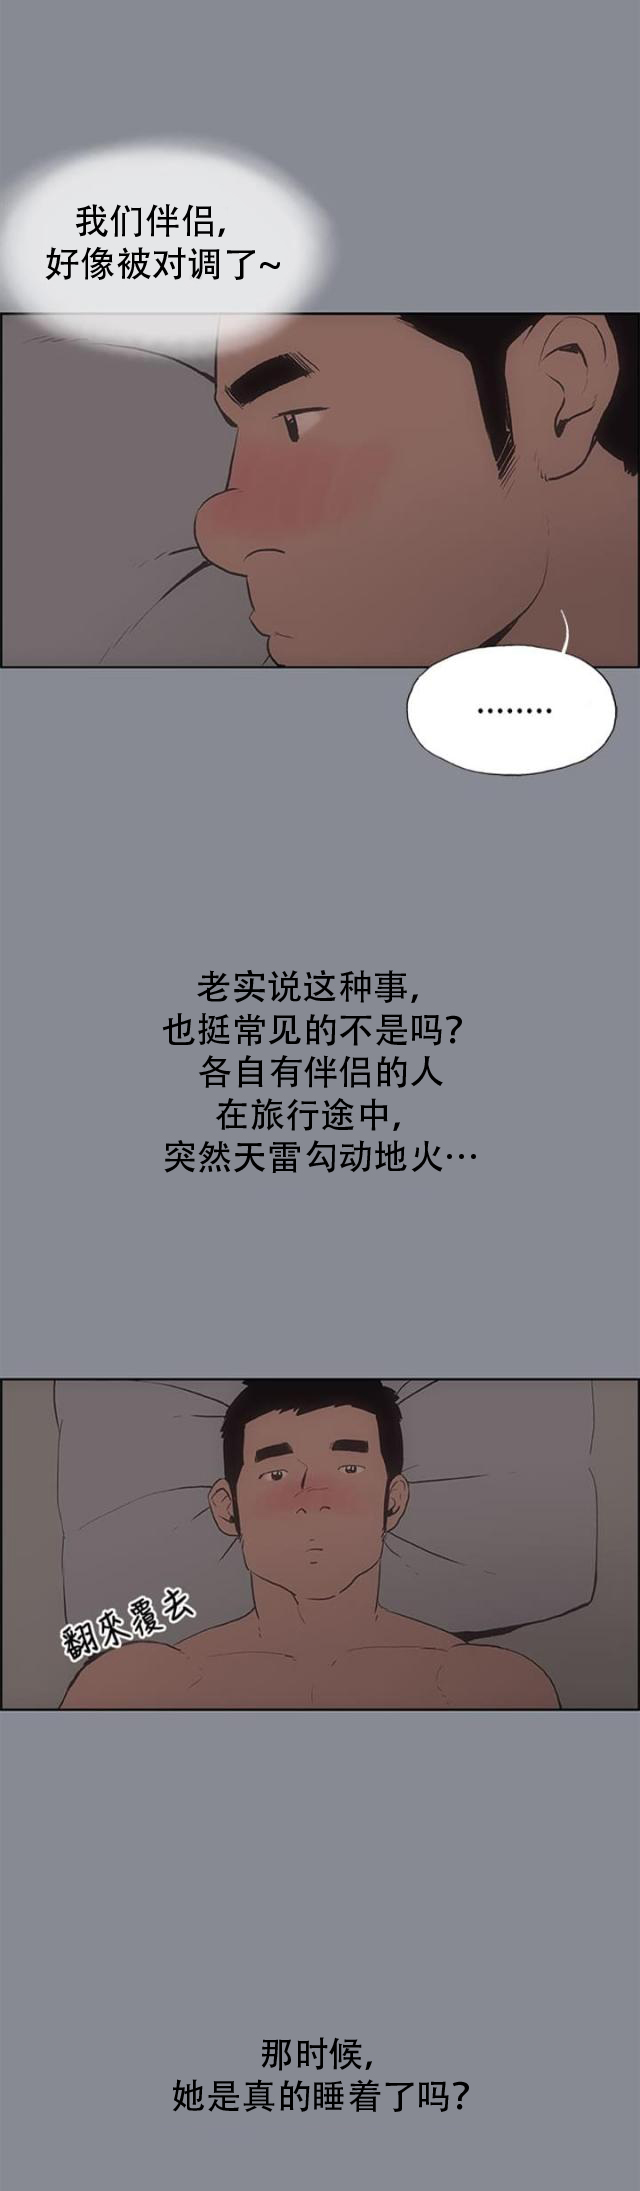 我们伴侣,
好像被对调了~
········
老实说这种事,
也挺常见的不是吗?
各自有伴侣的人
在旅行途中,
突然天雷勾动地火…
翻來覆去
那时候,
她是真的睡着了吗?